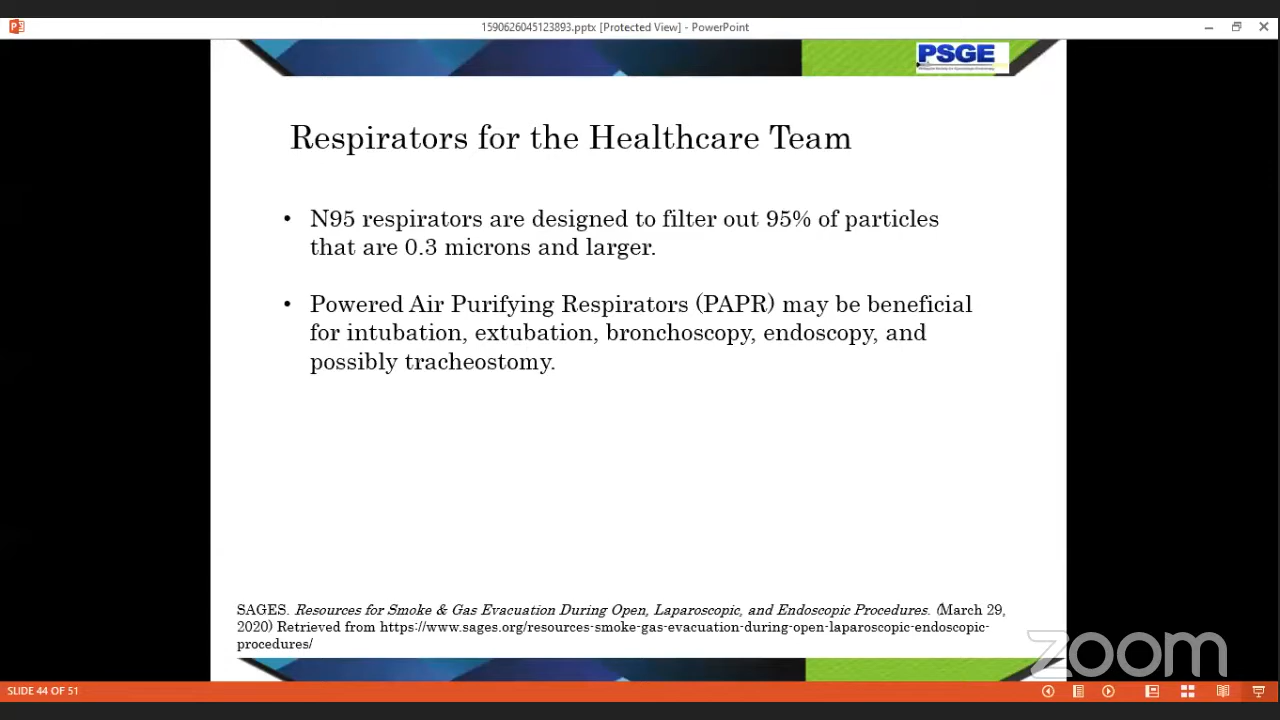 1590626045123893.pptx [Protected View] - PowerPoint
PSGE
Respirators for the Healthcare Team
• N95 respirators are designed to filter out 95% of particles
that are 0.3 microns and larger.
• Powered Air Purifying Respirators (PAPR) may be beneficial
for intubation, extubation, bronchoscopy, endoscopy, and
possibly tracheostomy.
SAGES. Resources for Smoke & Gas Evacuation During Open, Laparoscopic, and Endoscopic Procedures. (March 29,
2020) Retrieved from https://www.sages.org/resources-smoke-gas-evacuation-during-open-laparoscopic-endoscopic-
procedures/
zoom
SLIDE 44 OF 51